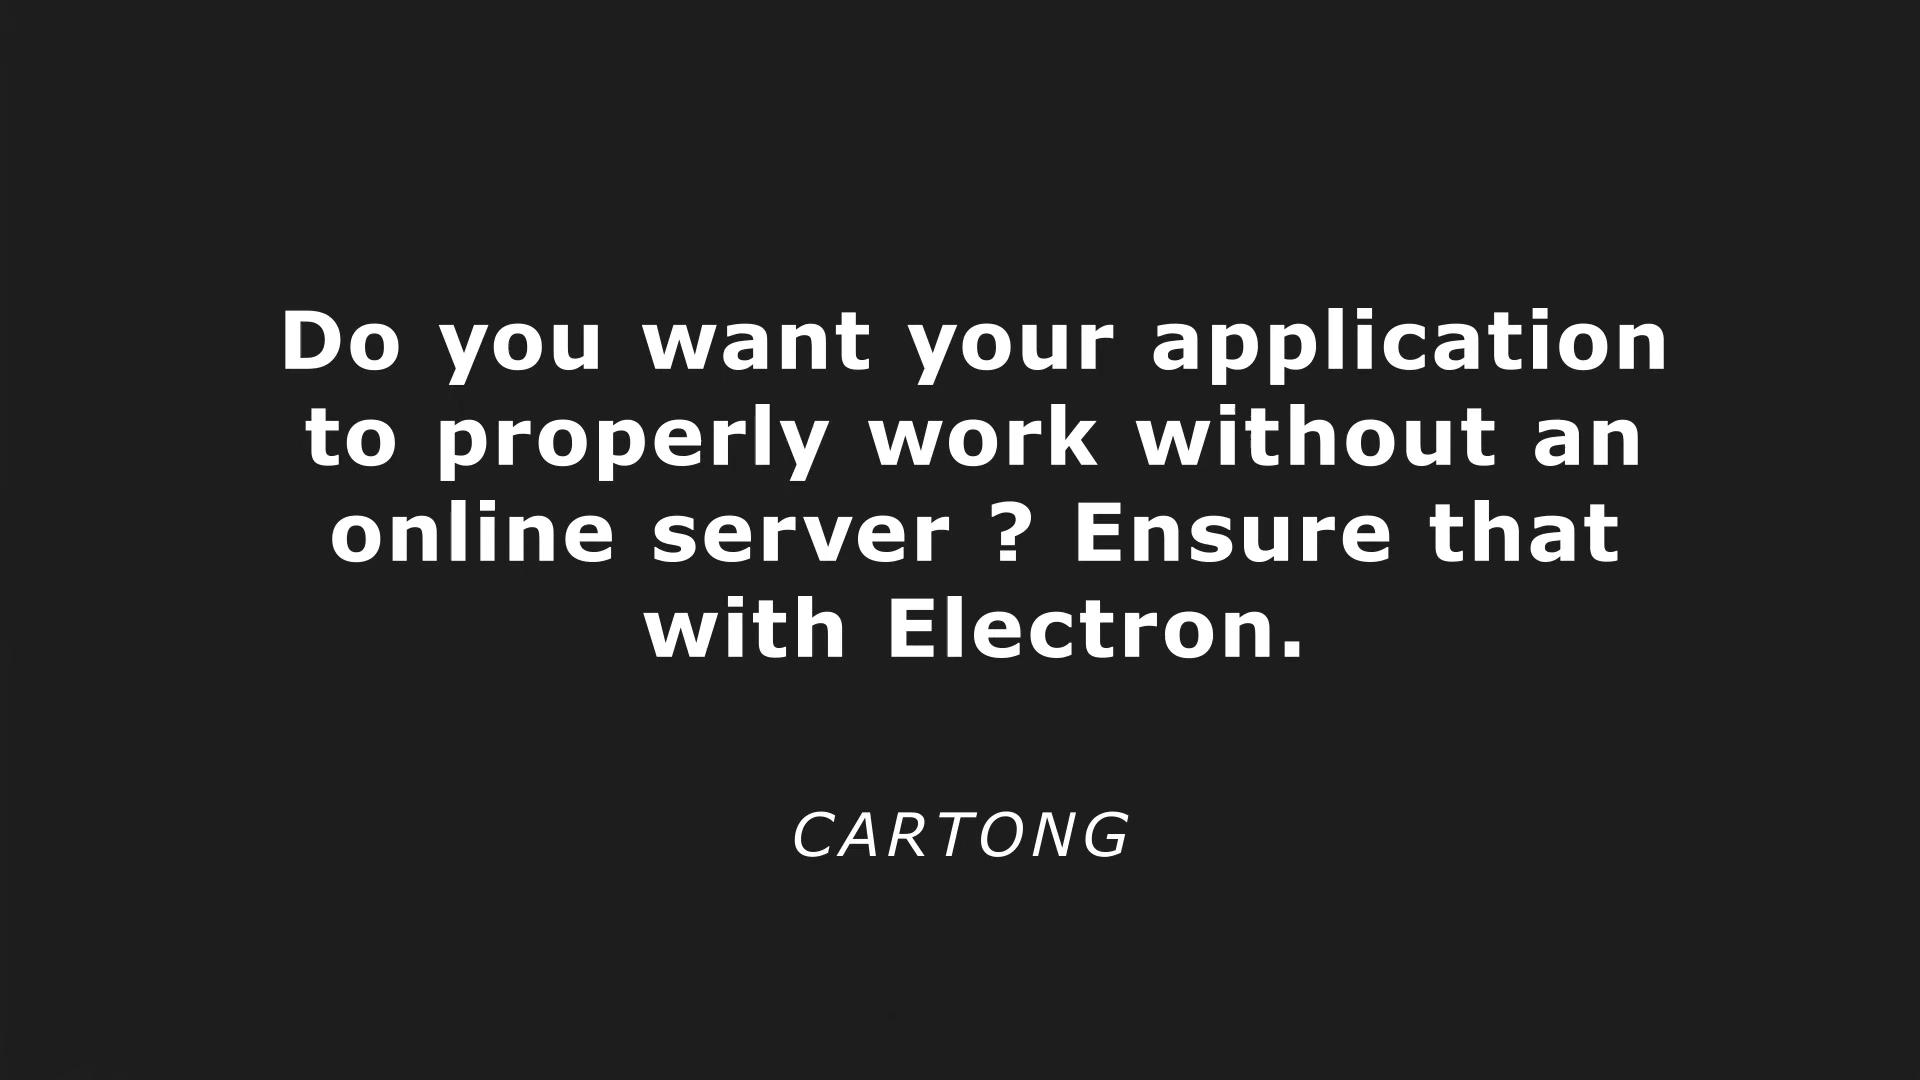 Do you want your application
to properly work without an
online server ? Ensure that
with Electron.
CARTONG